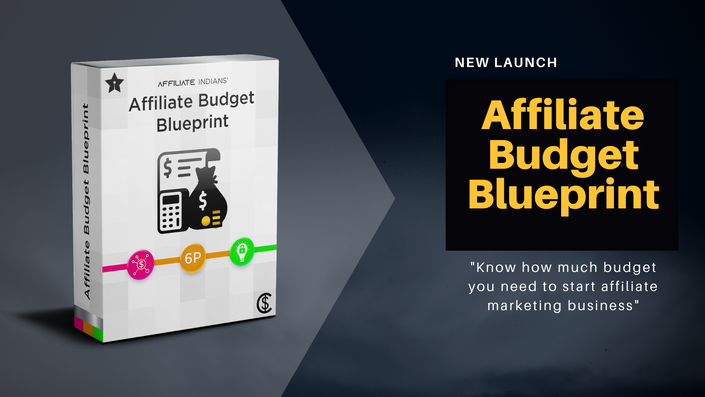 AFFILIATE INDIANS'
Affiliate Budget
Blueprint
$
$
$
6P
Affiliate Budget Blueprint
NEW LAUNCH
Affiliate
Budget
Blueprint
"Know how much budget
you need to start affiliate
marketing business"